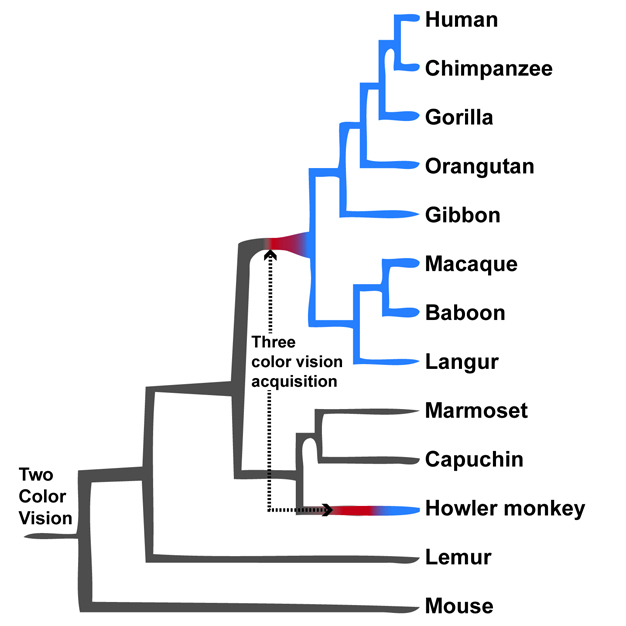 Human
Chimpanzee
Gorilla
Orangutan
Gibbon
Macaque
Baboon
Langur
Three
color vision
acquisition
Marmoset
Capuchin
Howler monkey
Two
Color
Vision
Lemur
Mouse